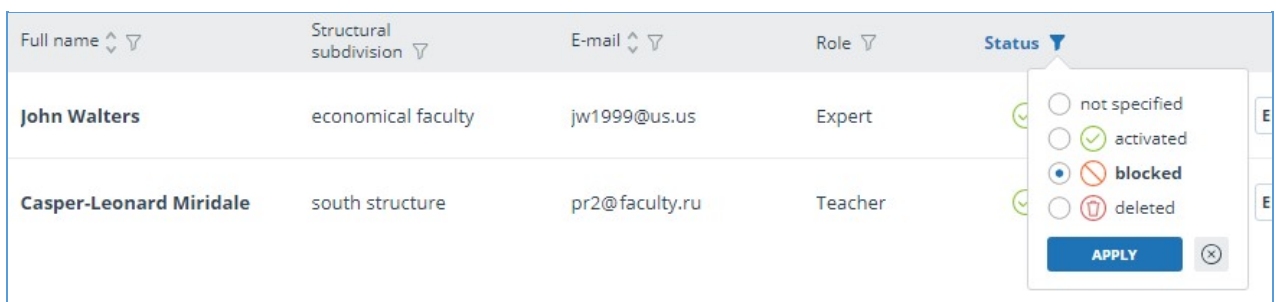 Full name
Structural
subdivision
E-mail
Role
Status
John Walters
economical faculty
jw1999@us.us
Expert
E
Casper-Leonard Miridale
south structure
pr2@faculty.ru
Teacher
E
not specified
activated
blocked
deleted
APPLY